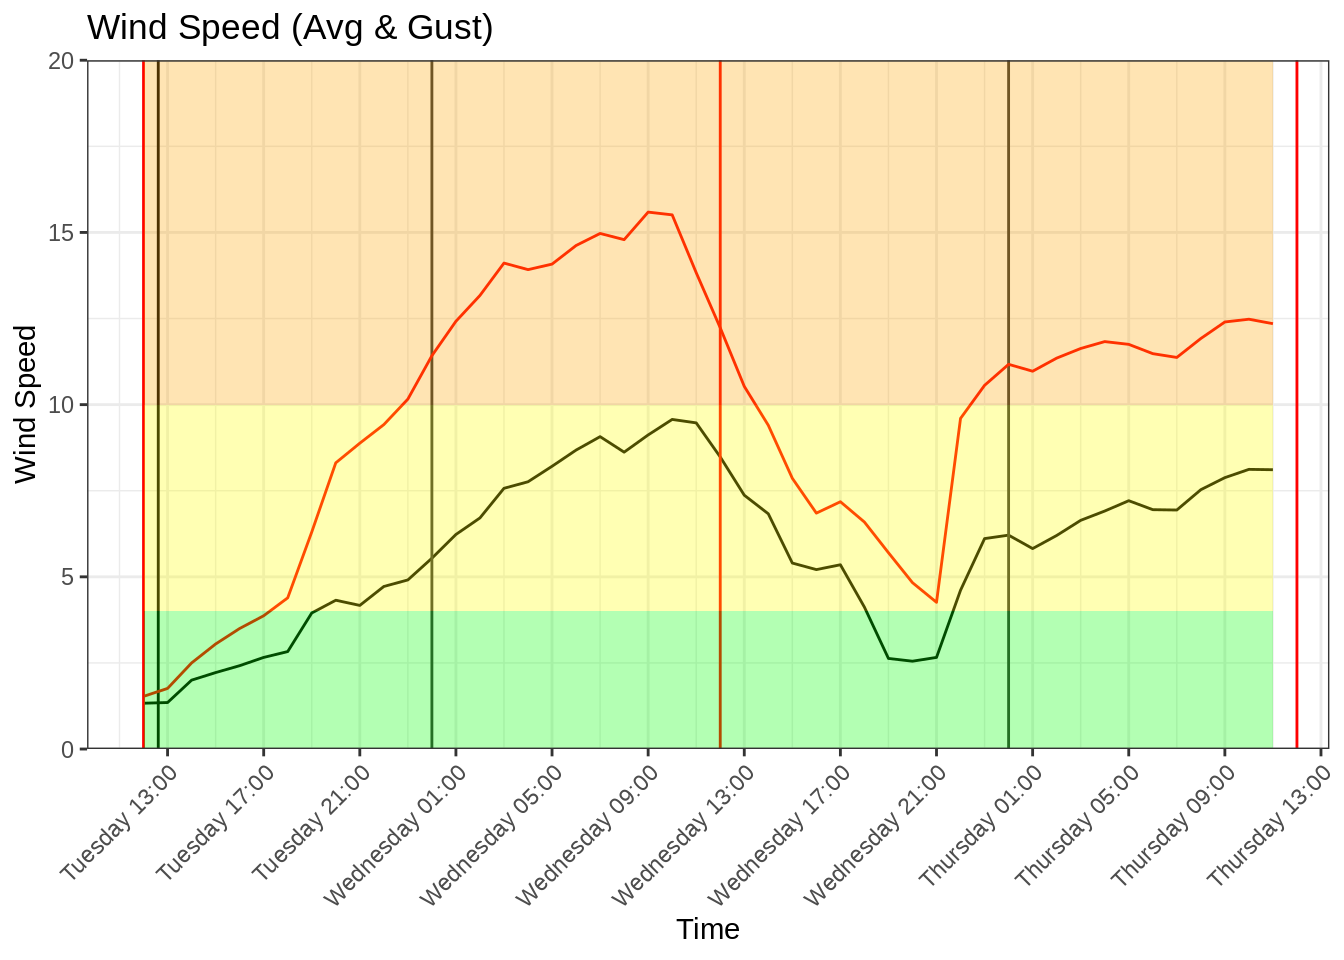 Wind Speed (Avg & Gust)
20
15
10
5
0
Wind Speed
Tuesday 13:00
Tuesday 17:00
Tuesday 21:00
Wednesday 01:00
Wednesday 05:00
Wednesday 09:00
Wednesday 13:00
Wednesday 17:00
Wednesday 21:00
Thursday 01:00
Thursday 05:00
Thursday 09:00
Thursday 13:00
Time